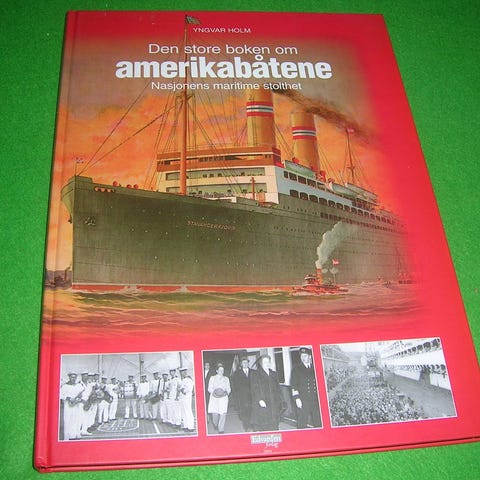 YNGVAR HOLM
Den store boken om
amerikabåtene
Nasjonens maritime stolthet
STAVANGERFJORD